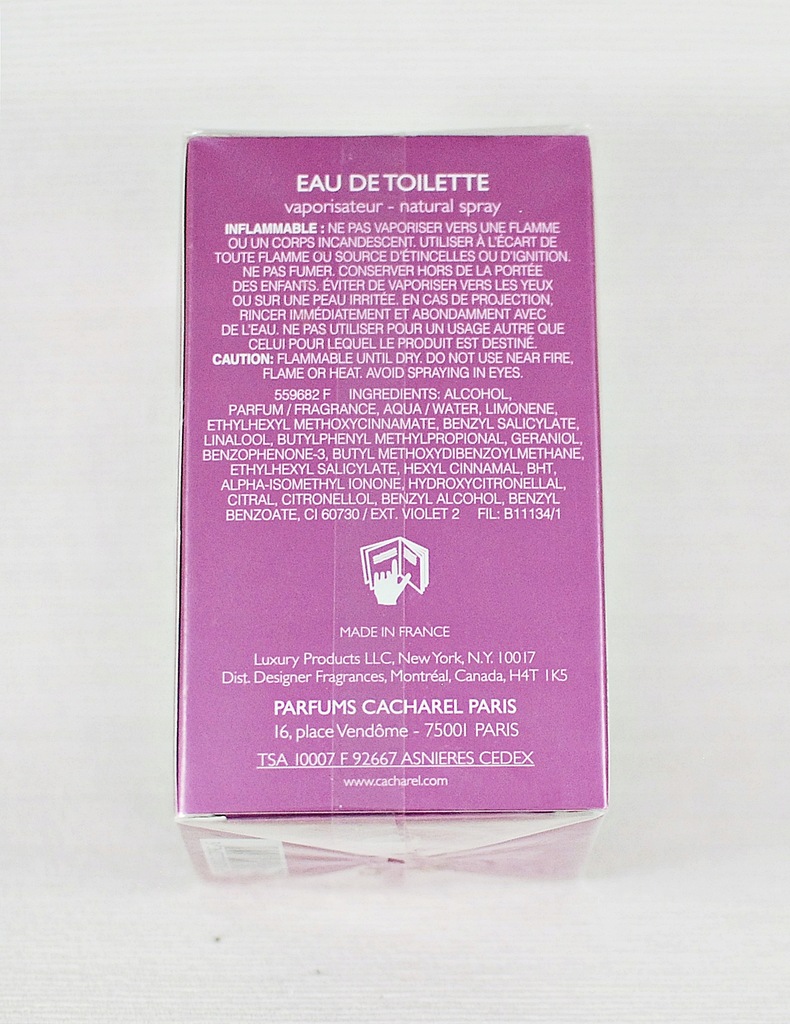 EAU DE TOILETTE
vaporisateur - natural spray
INFLAMMABLE : NE PAS VAPORISER VERS UNE FLAMME
OU UN CORPS INCANDESCENT. UTILISER À L'ÉCART DE
TOUTE FLAMME OU SOURCE D'ÉTINCELLES OU D'IGNITION.
NE PAS FUMER. CONSERVER HORS DE LA PORTÉE
DES ENFANTS. ÉVITER DE VAPORISER VERS LES YEUX
OU SUR UNE PEAU IRRITÉE. EN CAS DE PROJECTION,
RINCER IMMÉDIATEMENT ET ABONDAMMENT AVEC
DE L'EAU. NE PAS UTILISER POUR UN USAGE AUTRE QUE
CELUI POUR LEQUEL LE PRODUIT EST DESTINÉ.
CAUTION: FLAMMABLE UNTIL DRY. DO NOT USE NEAR FIRE,
FLAME OR HEAT. AVOID SPRAYING IN EYES.
559682 F INGREDIENTS: ALCOHOL,
PARFUM / FRAGRANCE, AQUA / WATER, LIMONENE,
ETHYLHEXYL METHOXYCINNAMATE, BENZYL SALICYLATE,
LINALOOL, BUTYLPHENYL METHYLPROPIONAL, GERANIOL,
BENZOPHENONE-3, BUTYL METHOXYDIBENZOYLMETHANE,
ETHYLHEXYL SALICYLATE, HEXYL CINNAMAL, BHT,
ALPHA-ISOMETHYL IONONE, HYDROXYCITRONELLAL,
CITRAL, CITRONELLOL, BENZYL ALCOHOL, BENZYL
BENZOATE, CI 60730 / EXT. VIOLET 2 FIL: B11134/1
MADE IN FRANCE
Luxury Products LLC, New York, N.Y. 10017
Dist. Designer Fragrances, Montréal, Canada, H4T 1K5
PARFUMS CACHAREL PARIS
16, place Vendôme - 75001 PARIS
TSA 10007 F 92667 ASNIERES CEDEX
www.cacharel.com